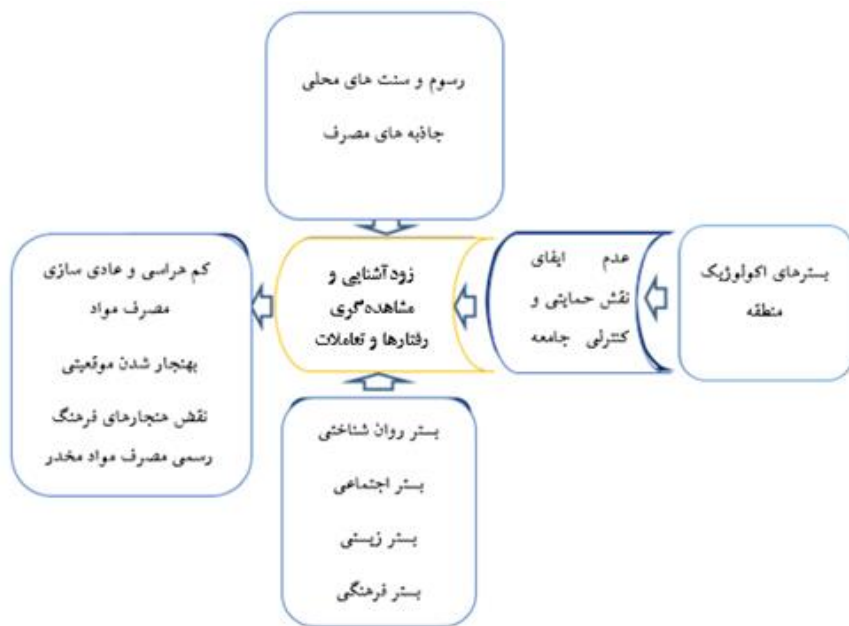 رسوم و سنت های محلی
جاذبه های مصرف
بسترهای اکولوژیک
منطقه
عدم ایفای
نقش حمایتی و
کنترلی جامعه
زود آشنایی و
مشاهده‌گری
رفتارها و تعاملات
کم هراسی و عادی سازی
مصرف مواد
بهنجار شدن موقعیتی
نقش هنجارهای فرهنگ
رسمی مصرف مواد مخدر
بستر روان شناختی
بستر اجتماعی
بستر زیستی
بستر فرهنگی